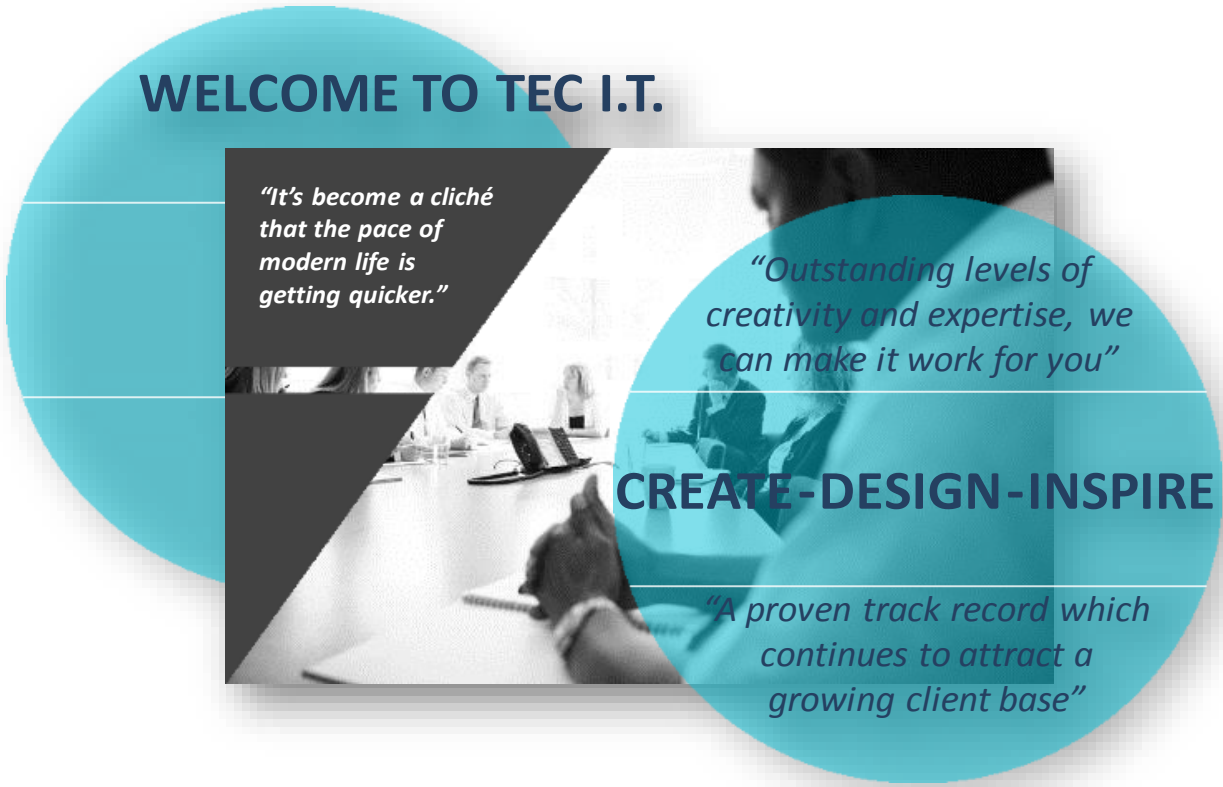 WELCOME TO TEC I.T.
“It’s become a cliché
that the pace of
modern life is
getting quicker.”
“Outstanding levels of
creativity and expertise, we
can make it work for you”
CREATE-DESIGN-INSPIRE
“A proven track record which
continues to attract a
growing client base”